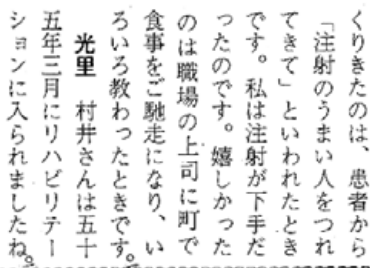 くりきたのは、患者から
「注射のうまい人をつれ
てきて」といわれたとき
です。私は注射が下手だ
ったのです。嬉しかった
のは職場の上司に町で
食事をご馳走になり、い
ろいろ教わったときです。
光里　村井さんは五十
五年三月にリハビリテー
ションに入られましたね。